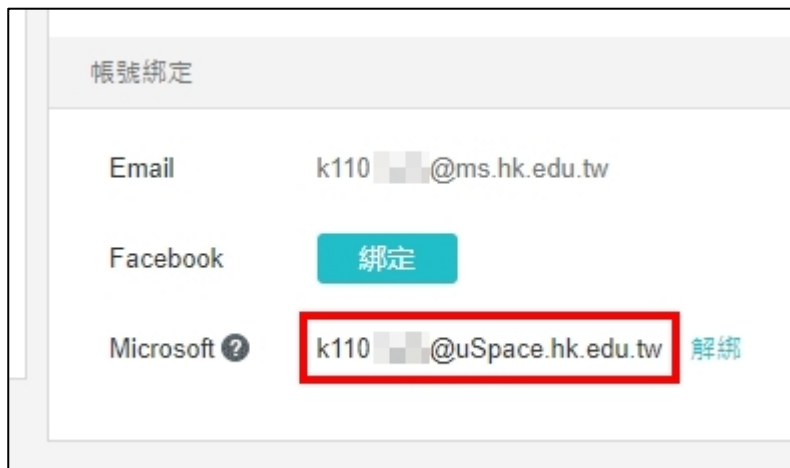 帳號綁定
Email k110 @ms.hk.edu.tw
Facebook 綁定
Microsoft ? k110 @uSpace.hk.edu.tw 解綁